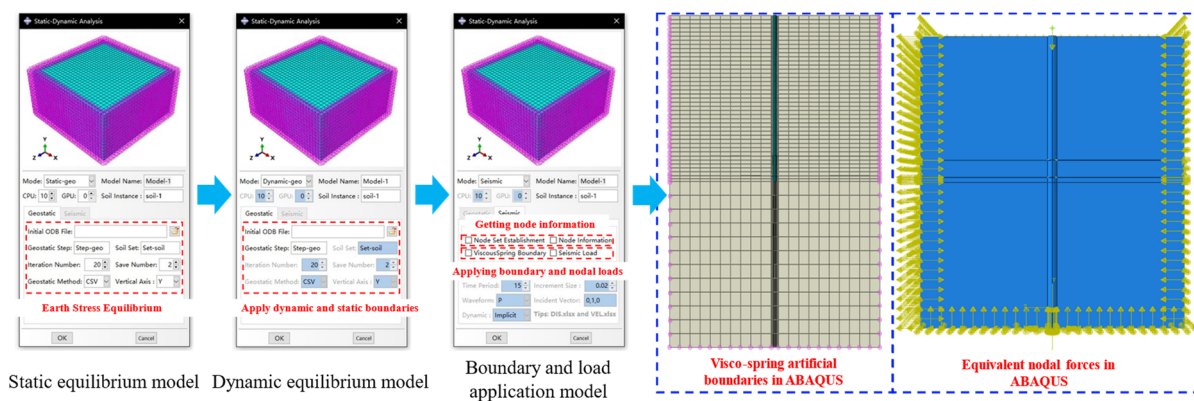 Static-Dynamic Analysis
Y
Z X
Mode: Static-geo Model Name: Model-1
CPU: 10 GPU: 0 Soil Instance : soil-1
Geostatic Seismic
Initial ODB File:
Geostatic Step: Step-geo Soil Set: Set-soil
Iteration Number: 20 Save Number: 2
Geostatic Method: CSV Vertical Axis: Y
Earth Stress Equilibrium
OK Cancel
Static equilibrium model
Static-Dynamic Analysis
Y
Z X
Mode: Dynamic-geo Model Name: Model-1
CPU: 10 GPU: 0 Soil Instance : soil-1
Geostatic Seismic
Initial ODB File:
Geostatic Step: Step-geo Soil Set: Set-soil
Iteration Number: 20 Save Number: 2
Geostatic Method: CSV Vertical Axis: Y
Apply dynamic and static boundaries
OK Cancel
Dynamic equilibrium model
Static-Dynamic Analysis
Y
Z X
Mode: Seismic Model Name: Model-1
CPU: 10 GPU: 0 Soil Instance : soil-1
Geostatic Seismic
Getting node information
Node Set Establishment Node Information
ViscousSpring Boundary Seismic Load
Applying boundary and nodal loads
Time Period: 15 Increment Size : 0.02
Waveform: P Incident Vector: 0,1,0
Dynamic : Implicit Tips: DIS.xlsx and VEL.xlsx
OK Cancel
Boundary and load
application model
Visco-spring artificial
boundaries in ABAQUS
Equivalent nodal forces in
ABAQUS